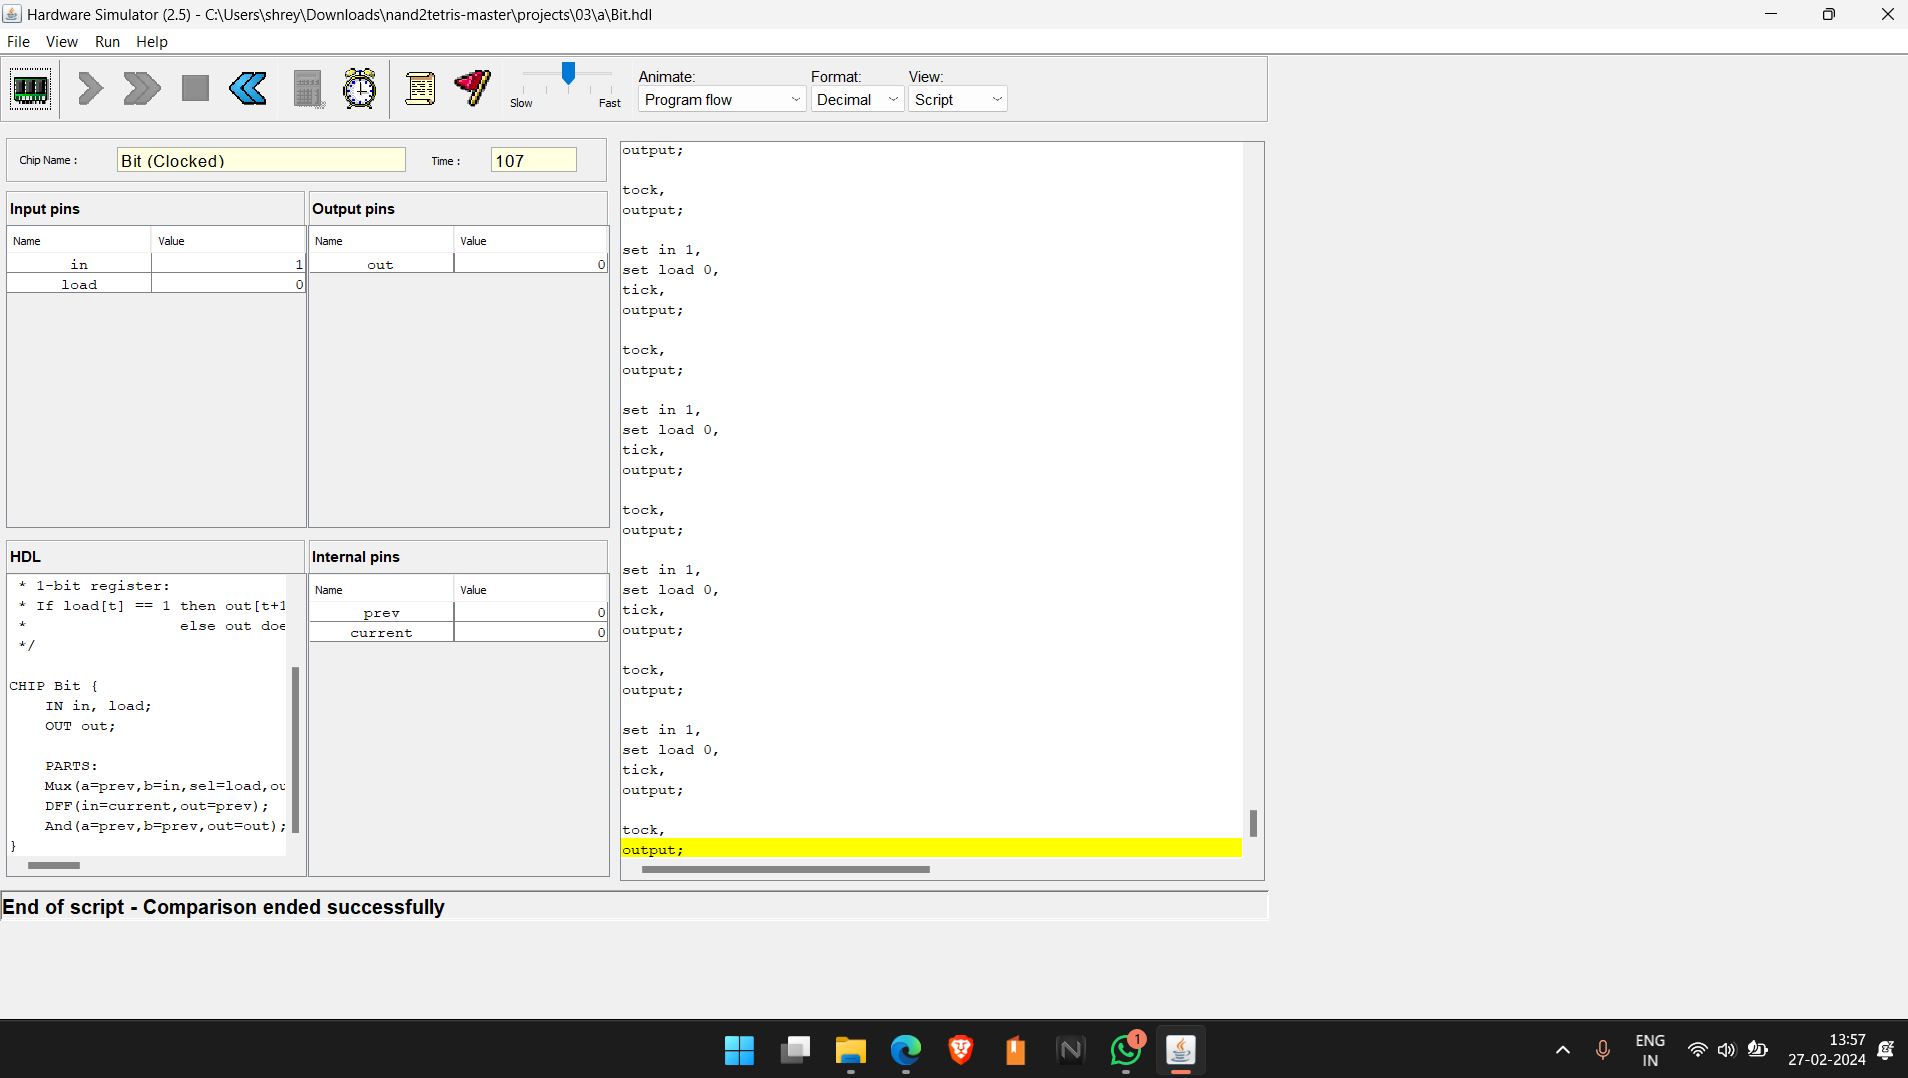 Hardware Simulator (2.5) - C:\Users\shrey\Downloads\nand2tetris-master\projects\03\a\Bit.hdl
File View Run Help
Slow
Fast
Animate:
Program flow
Format:
Decimal
View:
Script
Chip Name :
Bit (Clocked)
Time :
107
Input pins
Name Value
in 1
load 0
Output pins
Name Value
out 0
HDL
* 1-bit register:
* If load[t] == 1 then out[t+1
* else out doe
*/
CHIP Bit {
IN in, load;
OUT out;
PARTS:
Mux(a=prev,b=in,sel=load,ou
DFF(in=current,out=prev);
And(a=prev,b=prev,out=out);
}
Internal pins
Name Value
prev 0
current 0
output;
tock,
output;
set in 1,
set load 0,
tick,
output;
tock,
output;
set in 1,
set load 0,
tick,
output;
tock,
output;
set in 1,
set load 0,
tick,
output;
tock,
output;
set in 1,
set load 0,
tick,
output;
tock,
output;
End of script - Comparison ended successfully
1
ENG
IN
13:57
27-02-2024